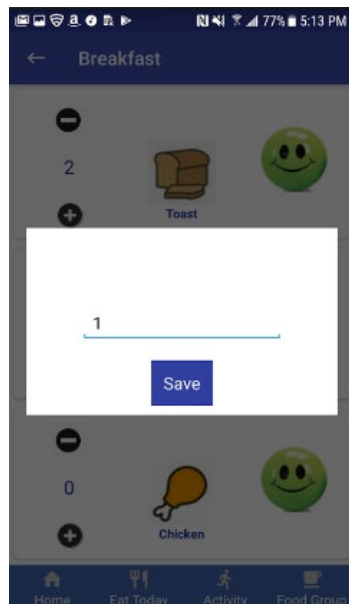 77% 5:13 PM
Breakfast
2
Toast
1
Save
0
Chicken
Home Eat Today Activity Food Group